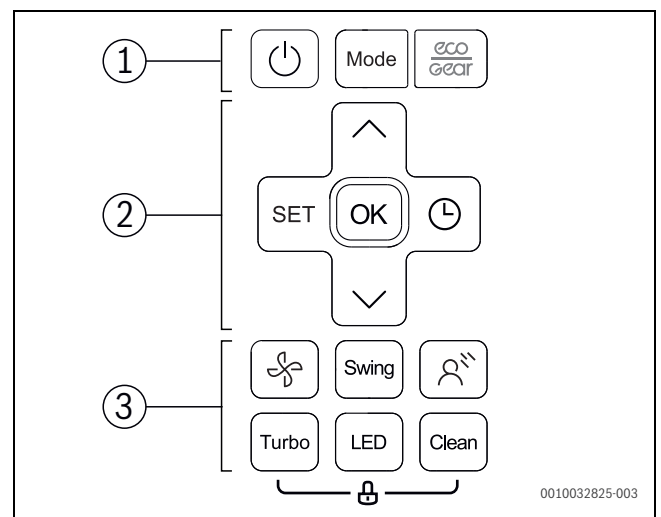 1
Mode
eco
Gear
2
SET
OK
3
Swing
Turbo
LED
Clean
0010032825-003